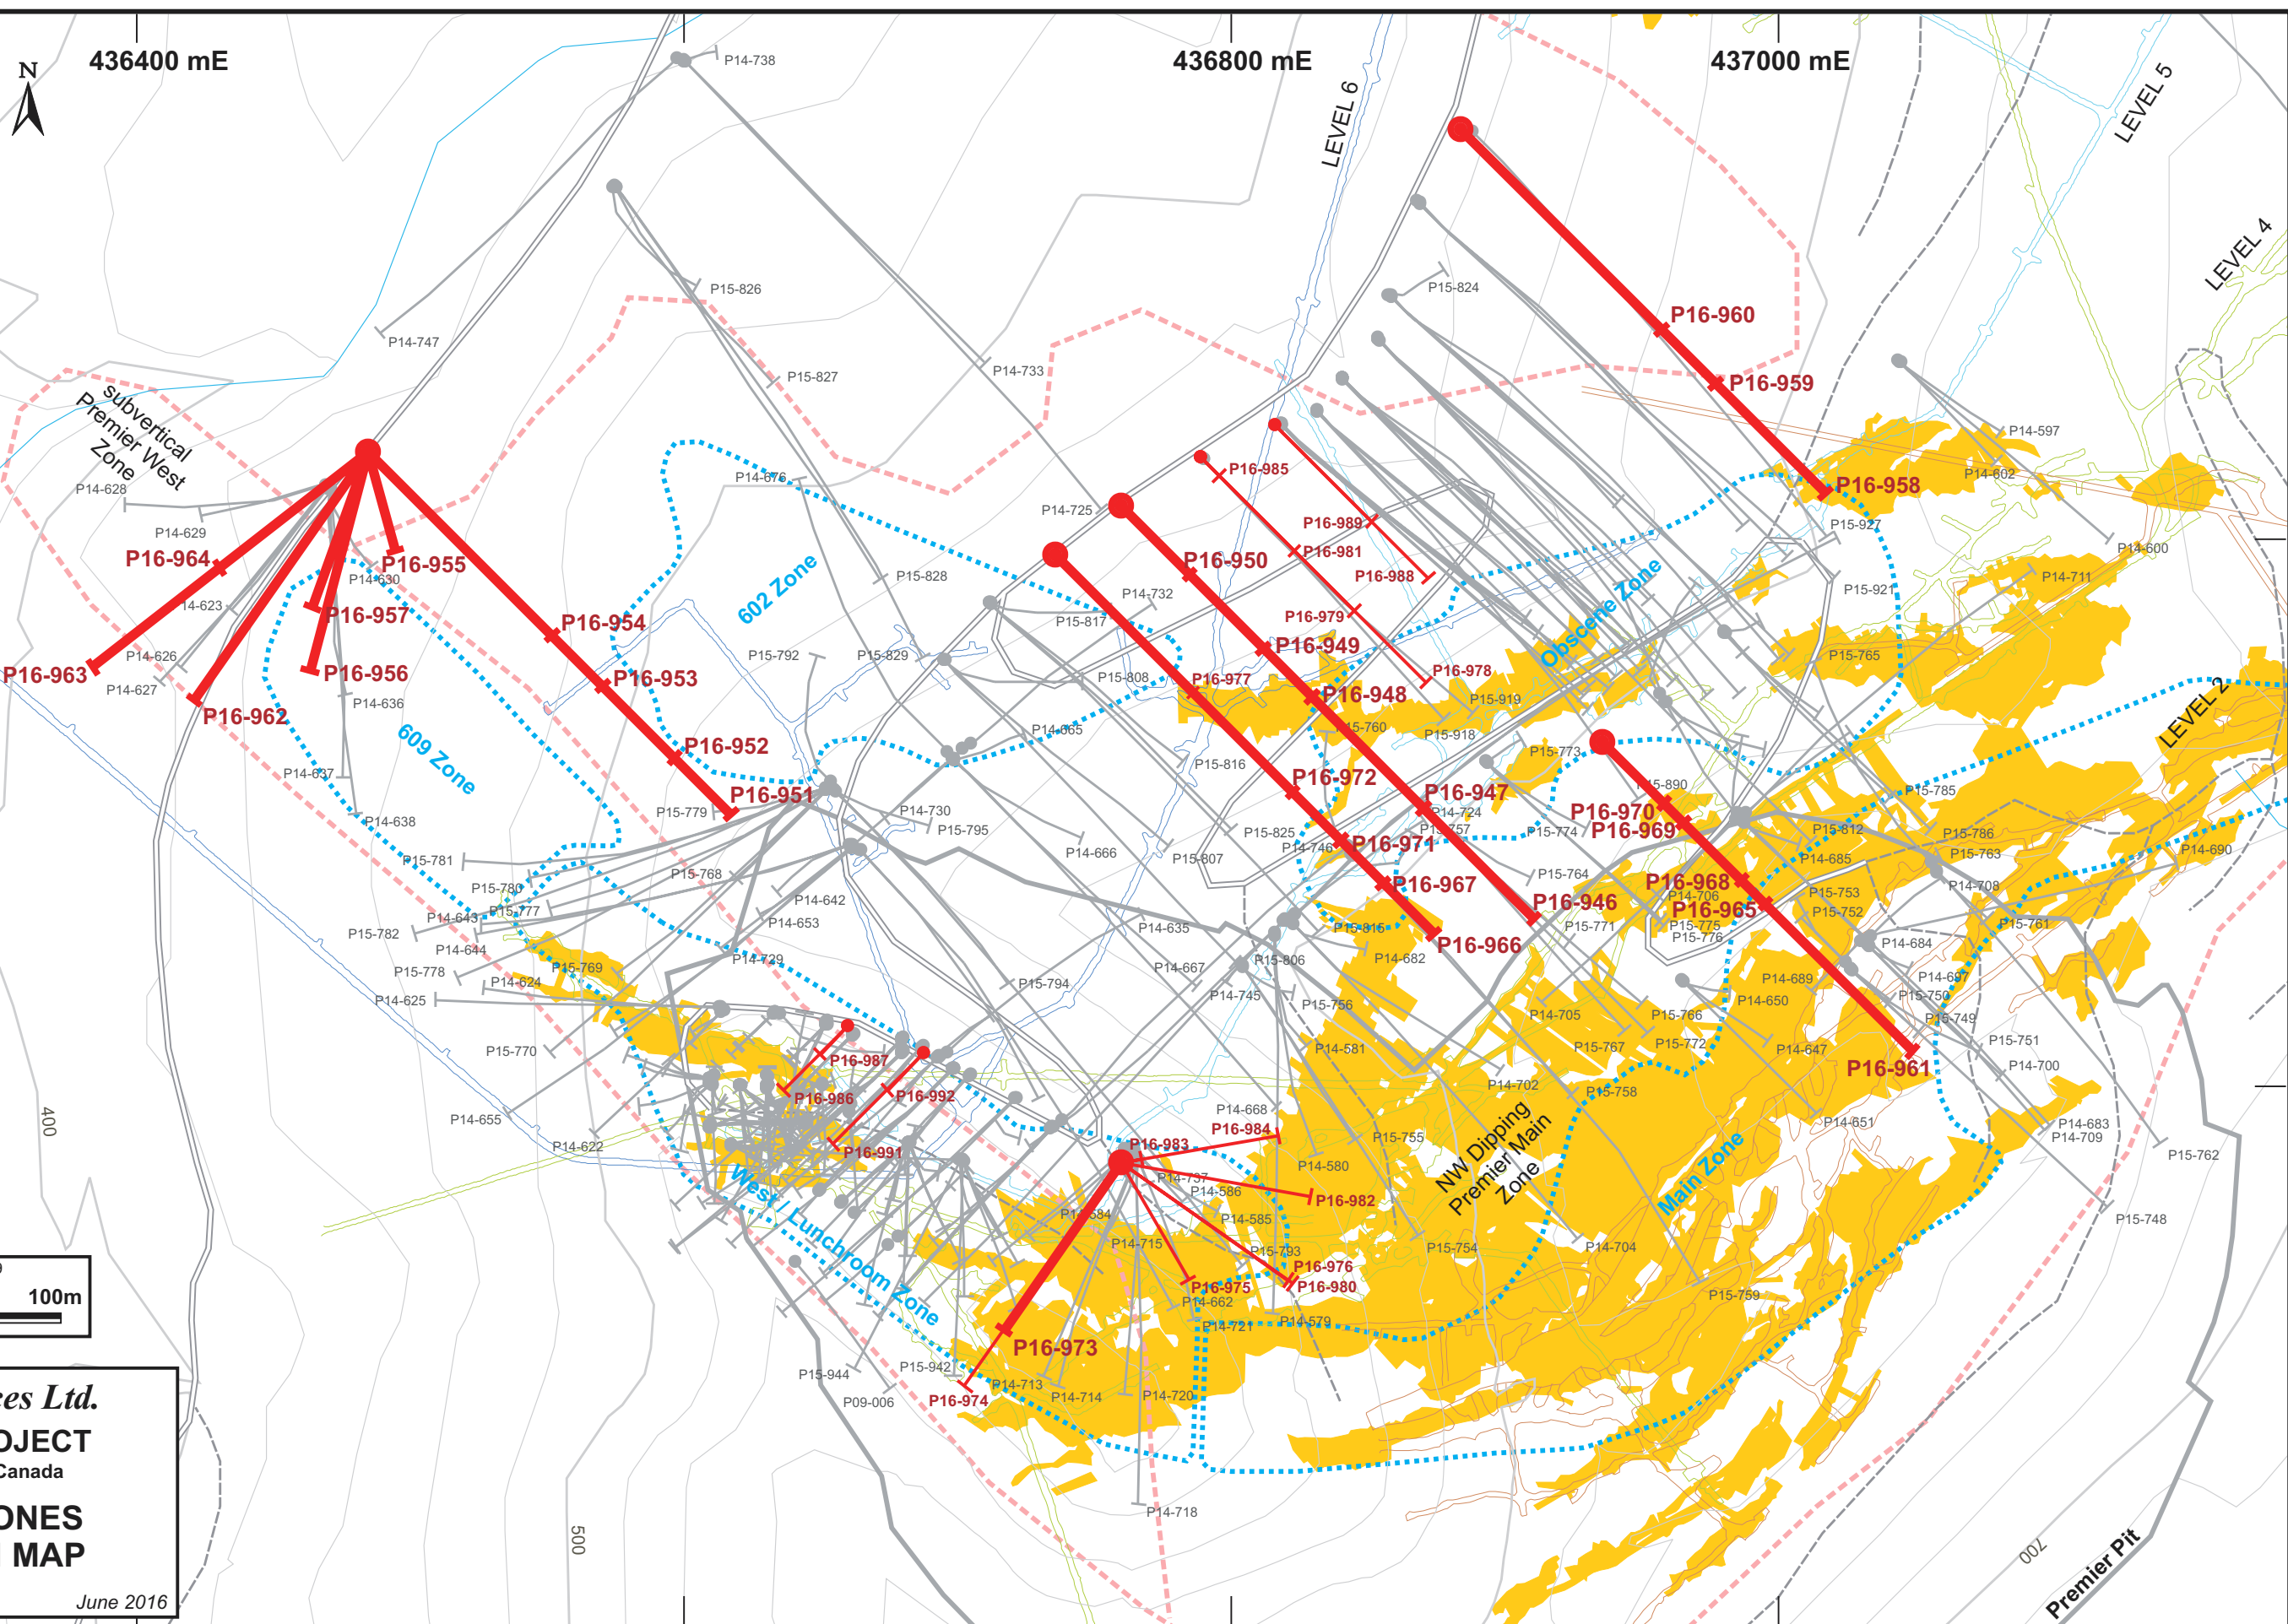 436400 mE
436800 mE
437000 mE
N
LEVEL 6
LEVEL 5
LEVEL 4
LEVEL 2
P14-738
P14-747
P15-826
P15-827
P14-733
P15-824
P16-960
P16-959
P16-958
P14-597
P14-602
P14-600
P15-927
P14-711
P15-921
P15-765
subvertical
Premier West
Zone
P14-628
P14-629
P16-964
P14-630
P16-955
14-623
P16-957
P14-626
P14-627
P16-963
P16-956
P14-636
P16-962
609 Zone
P14-637
P14-638
P16-954
P16-953
P16-952
P16-951
602 Zone
P14-676
P15-828
P15-792
P15-829
P14-725
P14-732
P15-817
P15-808
P14-665
P16-985
P16-989
P16-981
P16-988
P16-979
P16-978
P16-950
P16-949
P16-948
P16-977
P15-919
P15-918
P15-760
P15-773
Obscene Zone
P15-816
P16-972
P16-947
P14-724
P15-757
P15-774
P14-746
P16-971
P16-967
P15-764
P16-946
P16-966
P15-771
P15-815
P14-682
P15-806
P15-779
P14-730
P15-795
P15-825
P15-807
P14-666
P15-781
P15-780
P15-777
P15-768
P14-642
P14-653
P14-643
P15-782
P14-644
P15-778
P14-624
P14-625
P15-769
P14-729
P14-635
P14-667
P14-745
P15-794
P15-756
P15-770
P14-655
P14-622
P16-987
P16-986
P16-992
P16-991
P14-581
P14-668
P16-984
P16-983
P14-580
P15-755
P14-737
P14-586
P14-585
P14-584
P14-715
P16-982
P15-793
P16-976
P16-980
P16-975
P14-662
P14-721
P14-579
P15-754
P16-973
P16-974
P15-942
P15-944
P09-006
P14-713
P14-714
P14-720
P14-718
West / Lunchroom Zone
15-890
P16-970
P16-969
P16-968
P14-706
P16-965
P15-775
P15-776
P15-812
P14-685
P15-753
P15-752
P15-785
P15-786
P15-763
P14-708
P14-690
P15-761
P14-684
P14-697
P15-750
P15-749
P14-689
P14-650
P15-766
P15-772
P15-767
P14-705
P14-647
P16-961
P15-751
P14-700
P14-702
P15-758
P14-651
P14-683
P14-709
P15-762
P15-748
P14-704
P15-759
NW Dipping
Premier Main
Zone
Main Zone
400
500
700
Premier Pit
100m
ces Ltd.
OJECT
Canada
ONES
MAP
June 2016